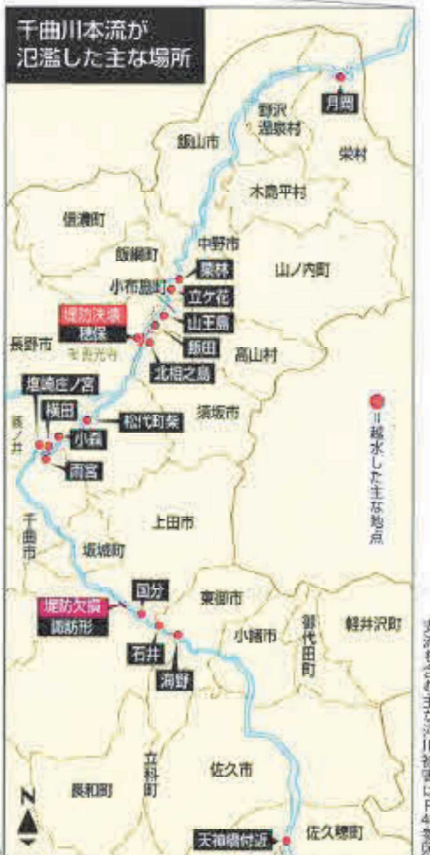 千曲川本流が
氾濫した主な場所
月岡
野沢
温泉村
飯山市
栄村
木島平村
信濃町
飯綱町
中野市
栗林
山ノ内町
小布施町
立ケ花
堤防決壊
穂保
山王島
飯田
長野市
高山村
北相之島
塩崎庄ノ宮
横田
松代町柴
須坂市
小森
篠ノ井
雨宮
●=越水した主な地点
千曲市
上田市
坂城町
国分
東御市
堤防欠損
諏訪形
小諸市
御代田町
軽井沢町
石井
海野
立科町
佐久市
長和町
N
天神橋付近
佐久穂町